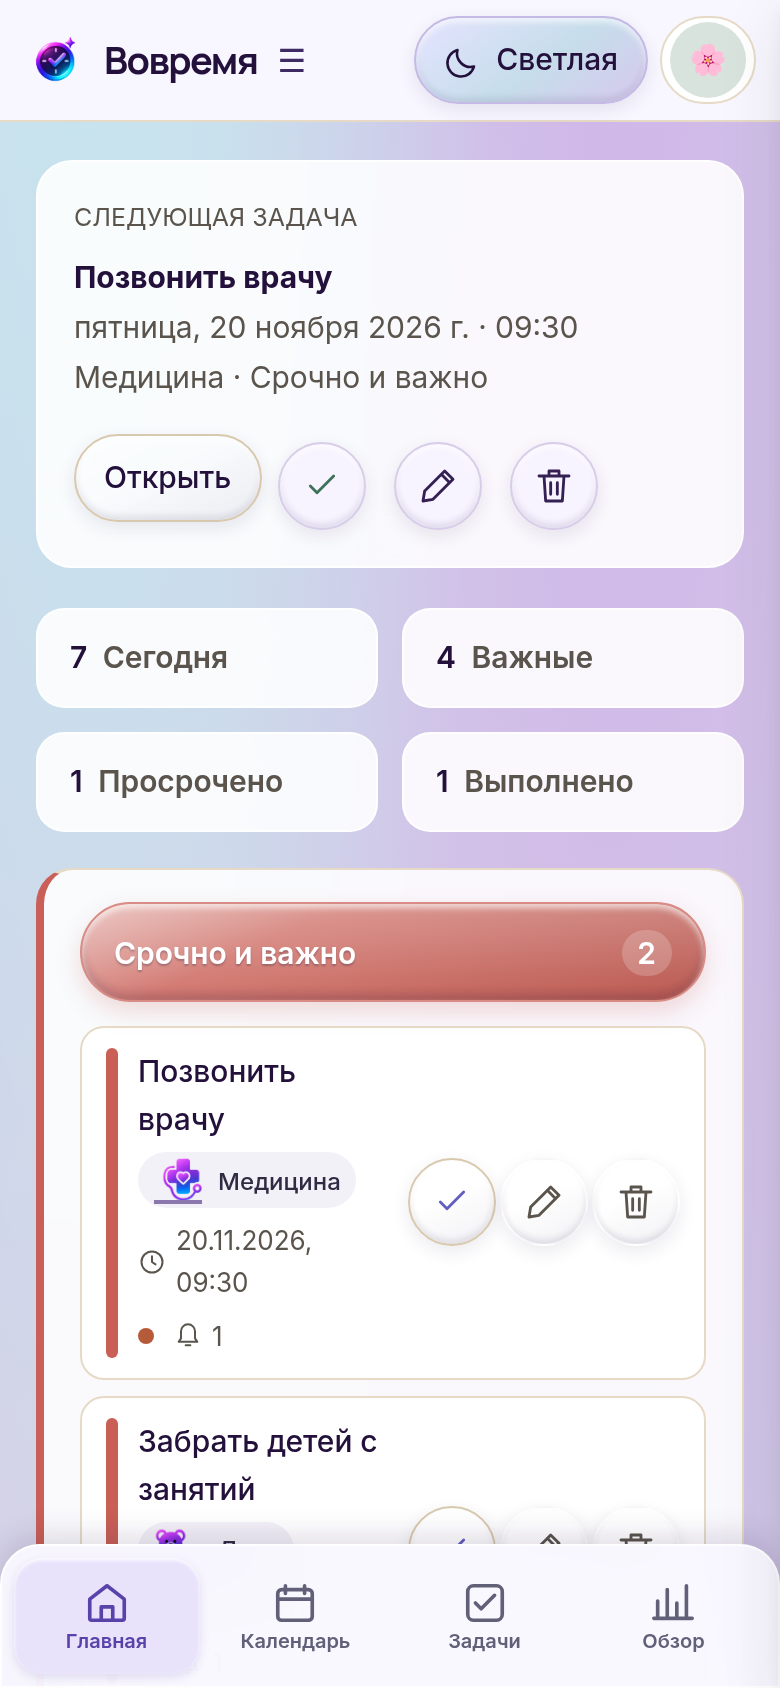 Вовремя
Светлая
СЛЕДУЮЩАЯ ЗАДАЧА
Позвонить врачу
пятница, 20 ноября 2026 г. · 09:30
Медицина · Срочно и важно
Открыть
7 Сегодня
4 Важные
1 Просрочено
1 Выполнено
Срочно и важно 2
Позвонить
врачу
Медицина
20.11.2026,
09:30
1
Забрать детей с
занятий
Главная
Календарь
Задачи
Обзор